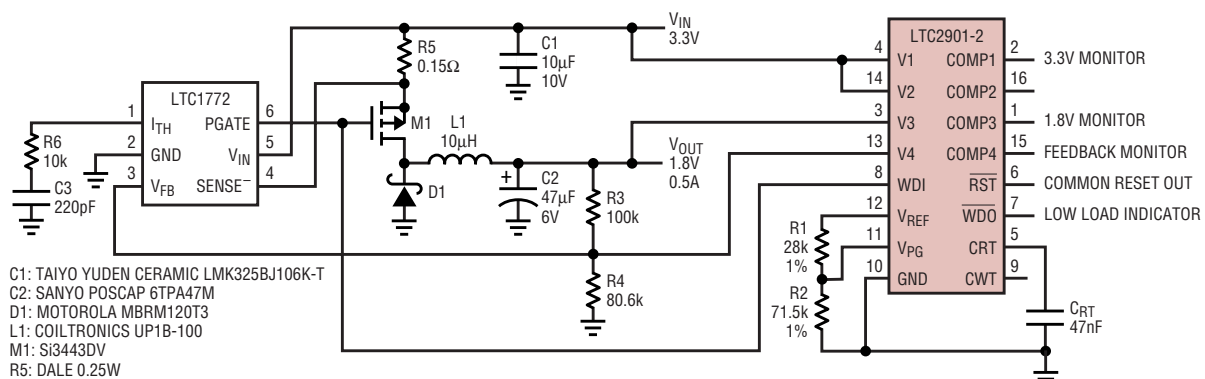 VIN
3.3V
R5
0.15Ω
C1
10µF
10V
LTC1772
1
ITH
PGATE
6
2
GND
VIN
5
3
VFB
SENSE–
4
R6
10k
C3
220pF
M1
L1
10µH
D1
+
C2
47µF
6V
VOUT
1.8V
0.5A
R3
100k
R4
80.6k
R1
28k
1%
R2
71.5k
1%
LTC2901-2
4
V1
COMP1
2
3.3V MONITOR
14
V2
COMP2
16
3
V3
COMP3
1
1.8V MONITOR
13
V4
COMP4
15
FEEDBACK MONITOR
8
WDI
RST
6
COMMON RESET OUT
12
VREF
WDO
7
LOW LOAD INDICATOR
11
VPG
CRT
5
10
GND
CWT
9
CRT
47nF
C1: TAIYO YUDEN CERAMIC LMK325BJ106K-T
C2: SANYO POSCAP 6TPA47M
D1: MOTOROLA MBRM120T3
L1: COILTRONICS UP1B-100
M1: Si3443DV
R5: DALE 0.25W